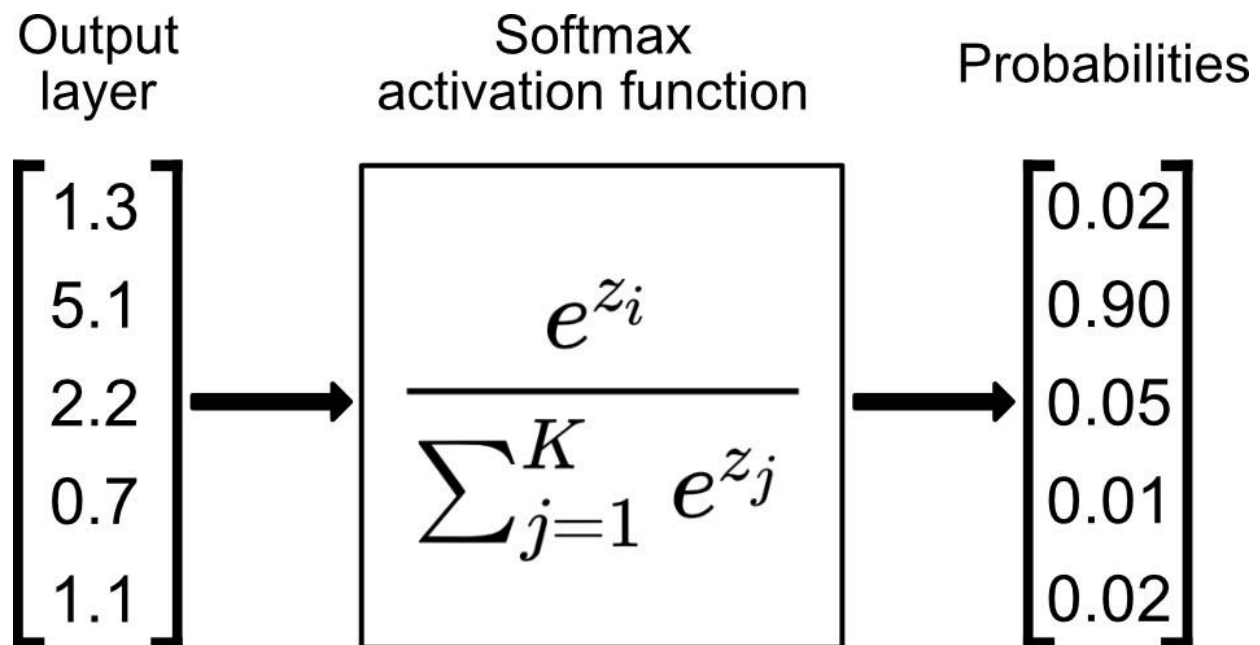 Output
layer
Softmax
activation function
Probabilities
1.3
5.1
2.2
0.7
1.1
e^{z_i}
∑_{j=1}^{K} e^{z_j}
0.02
0.90
0.05
0.01
0.02